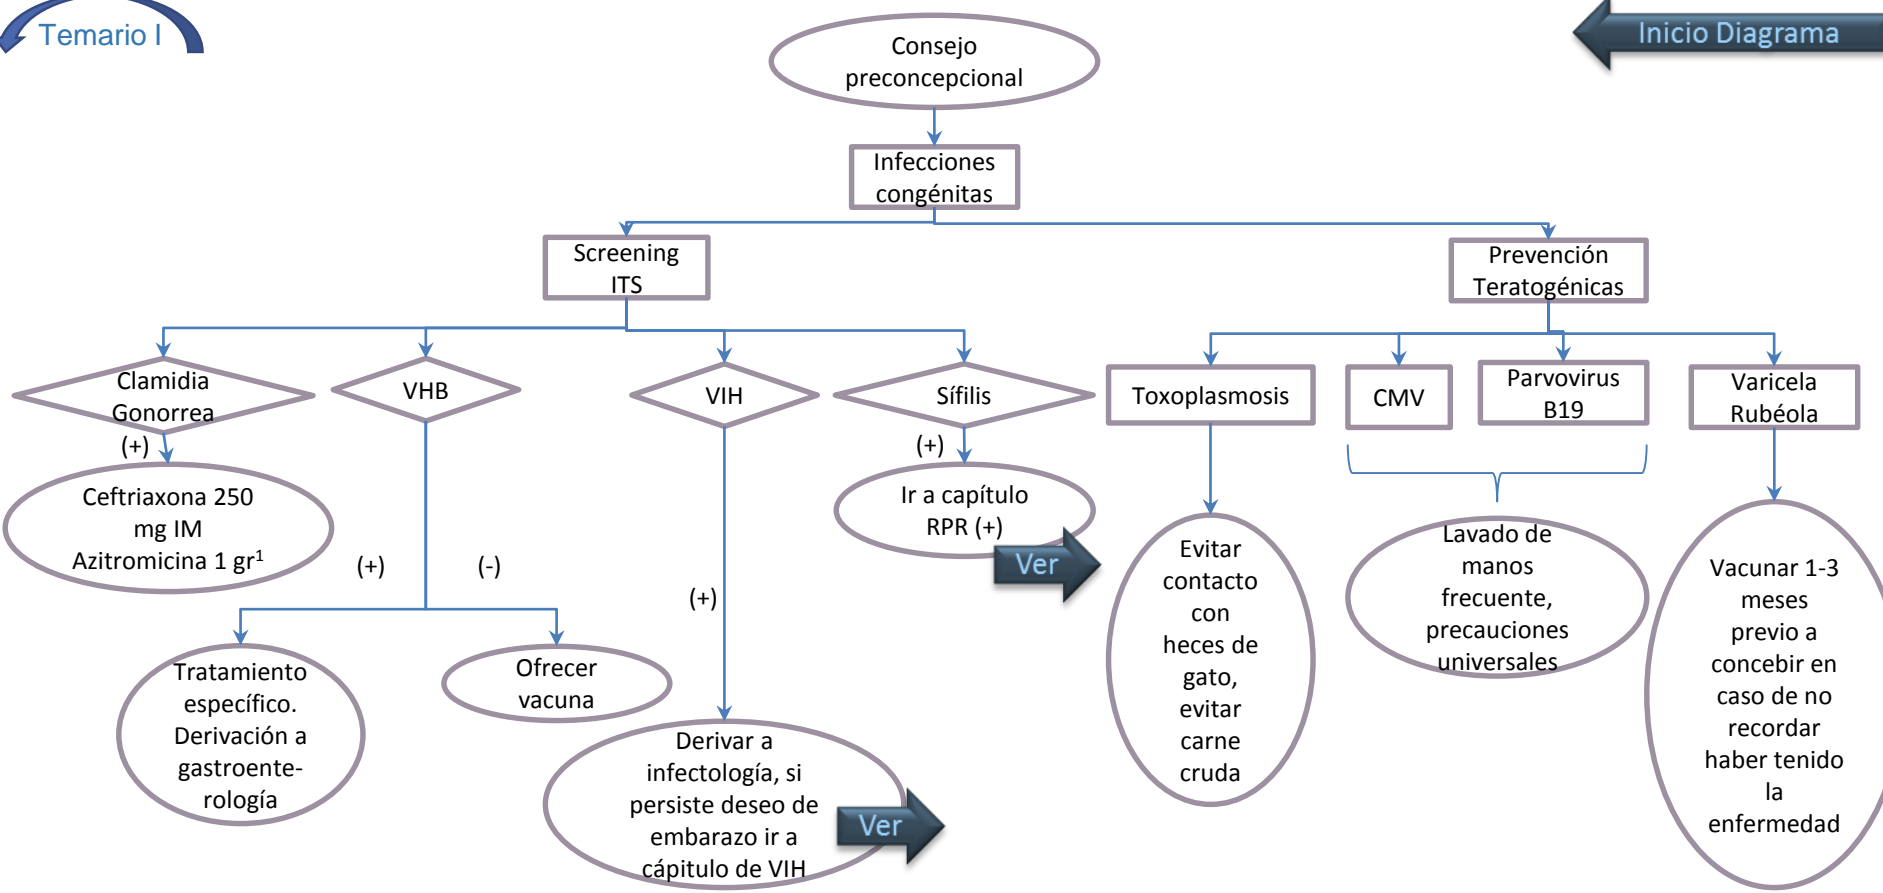 Temario I
Inicio Diagrama
Consejo
preconcepcional
Infecciones
congénitas
Screening
ITS
Prevención
Teratogénicas
Clamidia
Gonorrea
VHB
VIH
Sífilis
Toxoplasmosis
CMV
Parvovirus
B19
Varicela
Rubéola
(+)
(+)
Ceftriaxona 250
mg IM
Azitromicina 1 gr¹
(+)
(-)
(+)
Ir a capítulo
RPR (+)
Ver
Evitar
contacto
con
heces de
gato,
evitar
carne
cruda
Lavado de
manos
frecuente,
precauciones
universales
Vacunar 1-3
meses
previo a
concebir en
caso de no
recordar
haber tenido
la
enfermedad
Tratamiento
específico.
Derivación a
gastroente-
rología
Ofrecer
vacuna
Derivar a
infectología, si
persiste deseo de
embarazo ir a
cápitulo de VIH
Ver